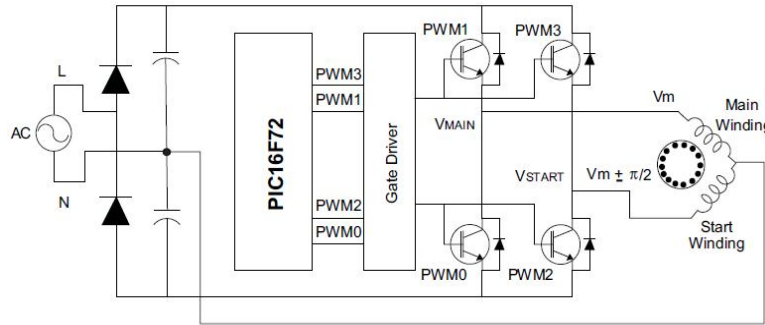 PWM1
PWM3
L
PWM3
PWM1
AC
PIC16F72
Gate Driver
VMAIN
Vm
Main
Winding
VSTART
Vm ± π/2
N
PWM2
PWM0
PWM0
PWM2
Start
Winding